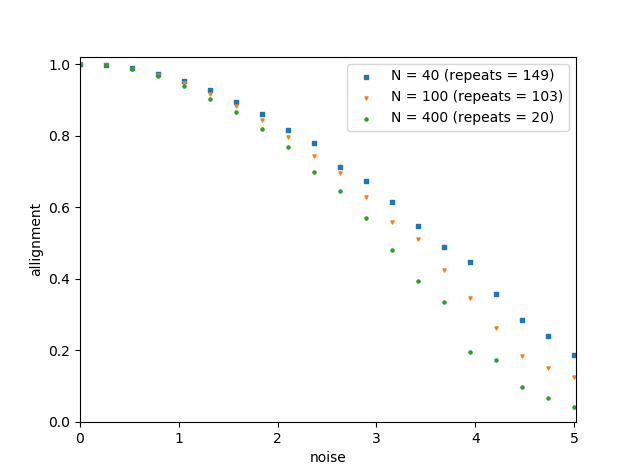 N = 40 (repeats = 149)
N = 100 (repeats = 103)
N = 400 (repeats = 20)
allignment
1.0
0.8
0.6
0.4
0.2
0.0
0 1 2 3 4 5
noise